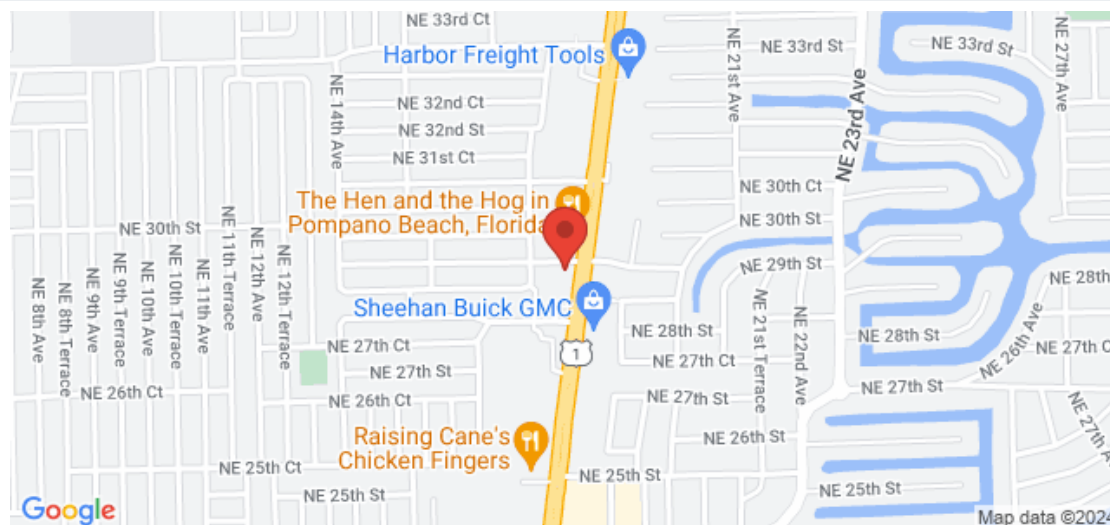 NE 33rd Ct
Harbor Freight Tools
NE 33rd St
NE 33rd St
NE 27th Ave
NE 21st Ave
NE 23rd Ave
NE 14th Ave
NE 32nd Ct
NE 32nd St
NE 31st Ct
The Hen and the Hog in
Pompano Beach, Florida
NE 30th Ct
NE 30th St
NE 30th St
NE 29th St
NE 28th
NE 8th Ave
NE 8th Terrace
NE 9th Ave
NE 9th Terrace
NE 10th Ave
NE 10th Terrace
NE 11th Ave
NE 11th Terrace
NE 12th Ave
NE 12th Terrace
Sheehan Buick GMC
1
NE 28th St
NE 27th Ct
NE 21st Terrace
NE 22nd Ave
NE 28th St
NE 26th Ave
NE 27th C
NE 27th Ct
NE 27th St
NE 26th Ct
NE 26th Ct
NE 27th St
NE 27th St
NE 26th St
NE 27th A
Raising Cane's
Chicken Fingers
NE 25th Ct
NE 25th St
NE 25th St
NE 25th St
Google
Map data ©2024